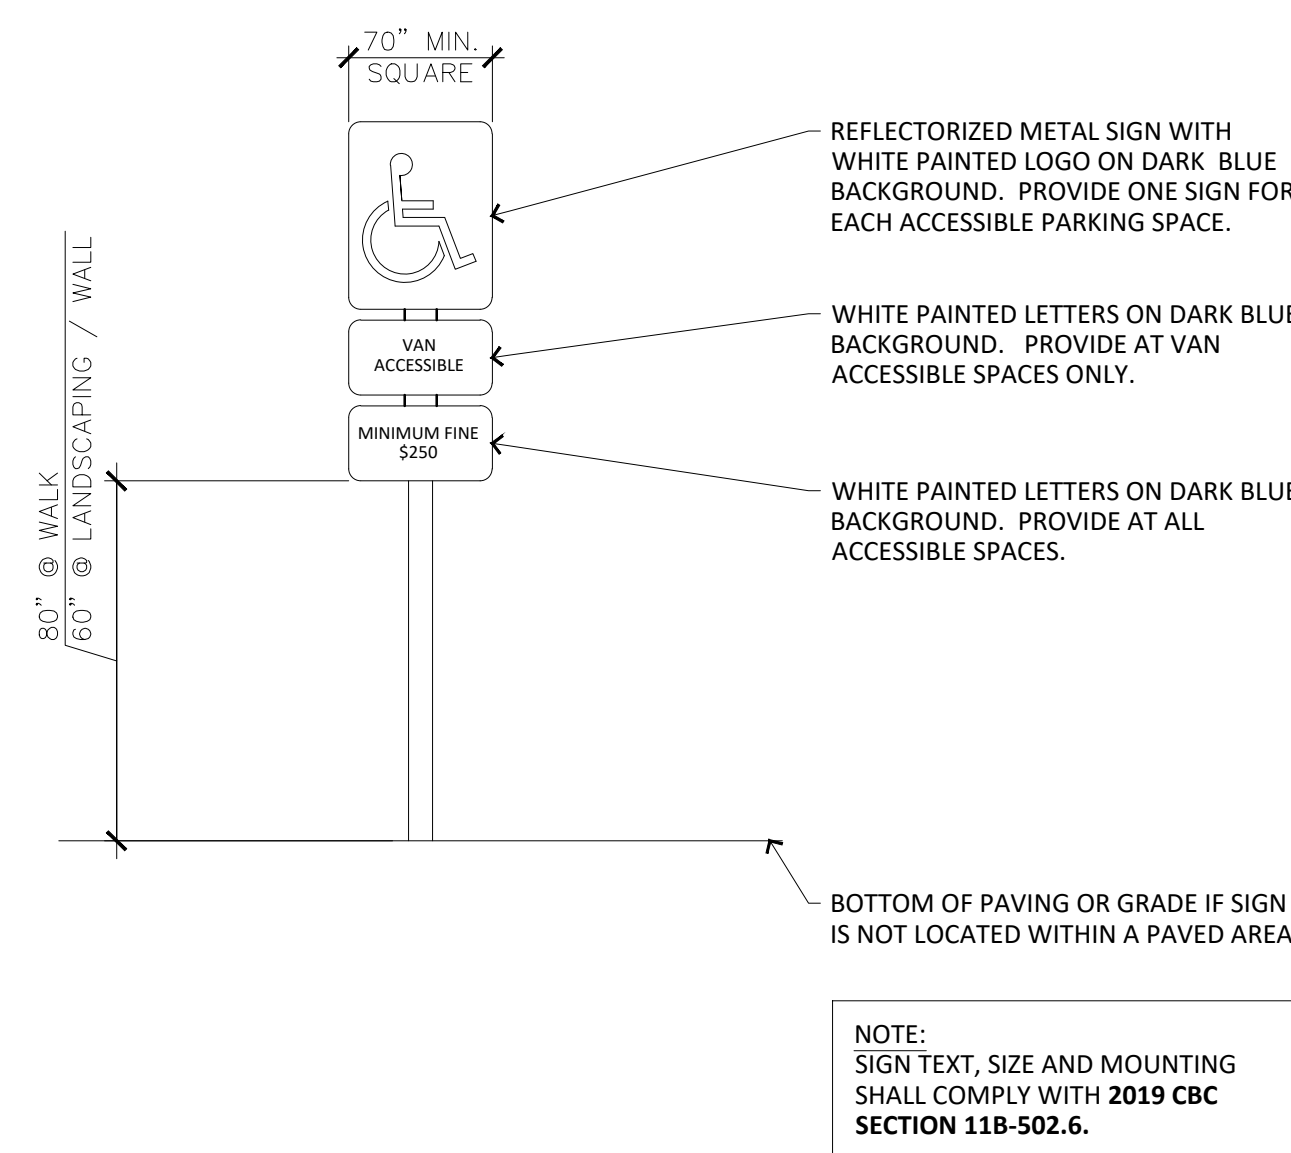 70” MIN.
SQUARE
REFLECTORIZED METAL SIGN WITH
WHITE PAINTED LOGO ON DARK BLUE
BACKGROUND. PROVIDE ONE SIGN FOR
EACH ACCESSIBLE PARKING SPACE.
VAN
ACCESSIBLE
WHITE PAINTED LETTERS ON DARK BLUE
BACKGROUND. PROVIDE AT VAN
ACCESSIBLE SPACES ONLY.
MINIMUM FINE
$250
WHITE PAINTED LETTERS ON DARK BLUE
BACKGROUND. PROVIDE AT ALL
ACCESSIBLE SPACES.
80” @ WALK
60” @ LANDSCAPING / WALL
BOTTOM OF PAVING OR GRADE IF SIGN
IS NOT LOCATED WITHIN A PAVED AREA
NOTE:
SIGN TEXT, SIZE AND MOUNTING
SHALL COMPLY WITH 2019 CBC
SECTION 11B-502.6.